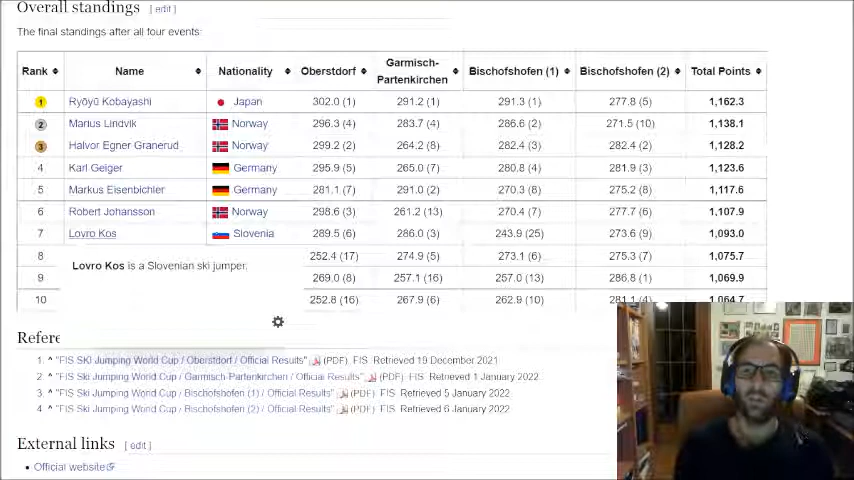 Overall standings [ edit ]
The final standings after all four events:
Rank Name Nationality Oberstdorf Garmisch-Partenkirchen Bischofshofen (1) Bischofshofen (2) Total Points
1 Ryōyū Kobayashi Japan 302.0 (1) 291.2 (1) 291.3 (1) 277.8 (5) 1,162.3
2 Marius Lindvik Norway 296.3 (4) 283.7 (4) 286.6 (2) 271.5 (10) 1,138.1
3 Halvor Egner Granerud Norway 299.2 (2) 264.2 (8) 282.4 (3) 282.4 (2) 1,128.2
4 Karl Geiger Germany 295.9 (5) 265.0 (7) 280.8 (4) 281.9 (3) 1,123.6
5 Markus Eisenbichler Germany 281.1 (7) 291.0 (2) 270.3 (8) 275.2 (8) 1,117.6
6 Robert Johansson Norway 298.6 (3) 261.2 (13) 270.4 (7) 277.7 (6) 1,107.9
7 Lovro Kos Slovenia 289.5 (6) 286.0 (3) 243.9 (25) 273.6 (9) 1,093.0
8 252.4 (17) 274.9 (5) 273.1 (6) 275.3 (7) 1,075.7
Lovro Kos is a Slovenian ski jumper.
9 269.0 (8) 257.1 (16) 257.0 (13) 286.8 (1) 1,069.9
10 252.8 (16) 267.9 (6) 262.9 (10) 281.1 (4) 1,064.7
Refere
1. ^ "FIS SKI Jumping World Cup / Oberstdorf / Official Results" (PDF). FIS. Retrieved 19 December 2021.
2. ^ "FIS Ski Jumping World Cup / Garmisch-Partenkirchen / Official Results" (PDF). FIS. Retrieved 1 January 2022.
3. ^ "FIS Ski Jumping World Cup / Bischofshofen (1) / Official Results" (PDF). FIS. Retrieved 5 January 2022.
4. ^ "FIS Ski Jumping World Cup / Bischofshofen (2) / Official Results" (PDF). FIS. Retrieved 6 January 2022.
External links [ edit ]
• Official website